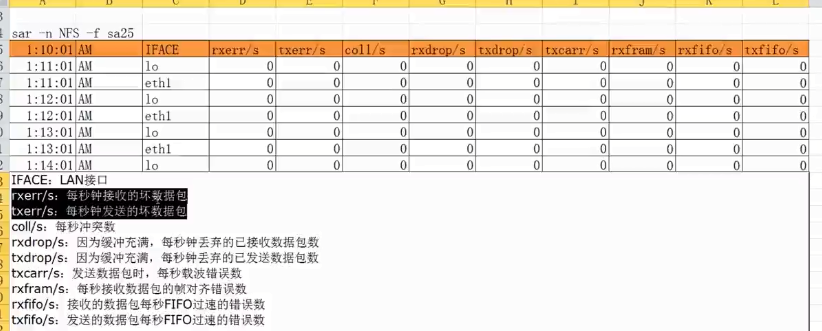 sar -n NFS -f sa25
1:10:01 AM IFACE rxerr/s txerr/s coll/s rxdrop/s txdrop/s txcarr/s rxfram/s rxfifo/s txfifo/s
1:11:01 AM lo 0 0 0 0 0 0 0 0 0
1:11:01 AM eth1 0 0 0 0 0 0 0 0 0
1:12:01 AM lo 0 0 0 0 0 0 0 0 0
1:12:01 AM eth1 0 0 0 0 0 0 0 0 0
1:13:01 AM lo 0 0 0 0 0 0 0 0 0
1:13:01 AM eth1 0 0 0 0 0 0 0 0 0
1:14:01 AM lo 0 0 0 0 0 0 0 0 0
IFACE：LAN接口
rxerr/s：每秒钟接收的坏数据包
txerr/s：每秒钟发送的坏数据包
coll/s：每秒冲突数
rxdrop/s：因为缓冲充满，每秒钟丢弃的已接收数据包数
txdrop/s：因为缓冲充满，每秒钟丢弃的已发送数据包数
txcarr/s：发送数据包时，每秒载波错误数
rxfram/s：每秒接收数据包的帧对齐错误数
rxfifo/s：接收的数据包每秒FIFO过速的错误数
txfifo/s：发送的数据包每秒FIFO过速的错误数